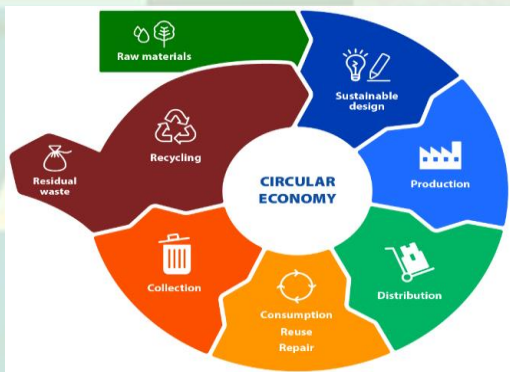 Raw materials
Sustainable
design
Production
Distribution
Consumption
Reuse
Repair
Collection
Recycling
Residual
waste
CIRCULAR
ECONOMY